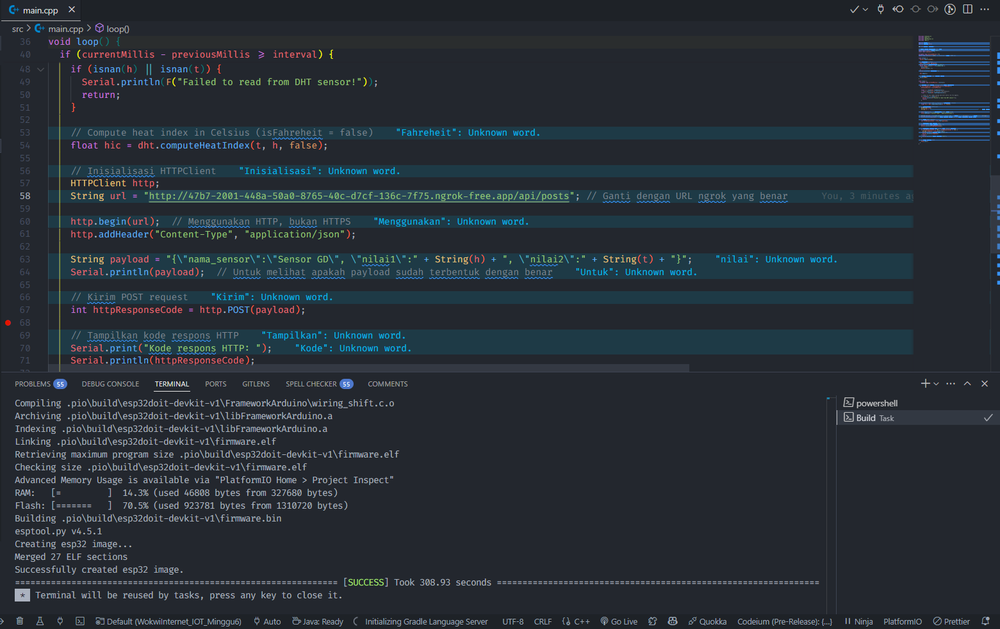 main.cpp
src > main.cpp > loop()
36 void loop() {
40 if (currentMillis - previousMillis ≥ interval) {
48 if (isnan(h) || isnan(t)) {
49 Serial.println(F("Failed to read from DHT sensor!"));
50 return;
51 }
52
53 // Compute heat index in Celsius (isFahreheit = false) "Fahreheit": Unknown word.
54 float hic = dht.computeHeatIndex(t, h, false);
55
56 // Inisialisasi HTTPClient "Inisialisasi": Unknown word.
57 HTTPClient http;
58 String url = "http://47b7-2001-448a-50a0-8765-40c-d7cf-136c-7f75.ngrok-free.app/api/posts"; // Ganti dengan URL ngrok yang benar You, 3 minutes a
59
60 http.begin(url); // Menggunakan HTTP, bukan HTTPS "Menggunakan": Unknown word.
61 http.addHeader("Content-Type", "application/json");
62
63 String payload = "{\"nama_sensor\":\"Sensor GD\", \"nilai1\":" + String(h) + ", \"nilai2\":" + String(t) + "}"; "nilai": Unknown word.
64 Serial.println(payload); // Untuk melihat apakah payload sudah terbentuk dengan benar "Untuk": Unknown word.
65
66 // Kirim POST request "Kirim": Unknown word.
67 int httpResponseCode = http.POST(payload);
68
69 // Tampilkan kode respons HTTP "Tampilkan": Unknown word.
70 Serial.print("Kode respons HTTP: "); "Kode": Unknown word.
71 Serial.println(httpResponseCode);
PROBLEMS 55 DEBUG CONSOLE TERMINAL PORTS GITLENS SPELL CHECKER 55 COMMENTS
Compiling .pio\build\esp32doit-devkit-v1\FrameworkArduino\wiring_shift.c.o
Archiving .pio\build\esp32doit-devkit-v1\libFrameworkArduino.a
Indexing .pio\build\esp32doit-devkit-v1\libFrameworkArduino.a
Linking .pio\build\esp32doit-devkit-v1\firmware.elf
Retrieving maximum program size .pio\build\esp32doit-devkit-v1\firmware.elf
Checking size .pio\build\esp32doit-devkit-v1\firmware.elf
Advanced Memory Usage is available via "PlatformIO Home > Project Inspect"
RAM: [= ] 14.3% (used 46808 bytes from 327680 bytes)
Flash: [======= ] 70.5% (used 923781 bytes from 1310720 bytes)
Building .pio\build\esp32doit-devkit-v1\firmware.bin
esptool.py v4.5.1
Creating esp32 image...
Merged 27 ELF sections
Successfully created esp32 image.
=============================================================== [SUCCESS] Took 308.93 seconds ===============================================================
* Terminal will be reused by tasks, press any key to close it.
powershell
Build Task
Default (WokwiInternet_IOT_Minggu6) Auto Java: Ready Initializing Gradle Language Server UTF-8 CRLF {} C++ Go Live Quokka Codeium (Pre-Release): {...} Ninja PlatformIO Prettier